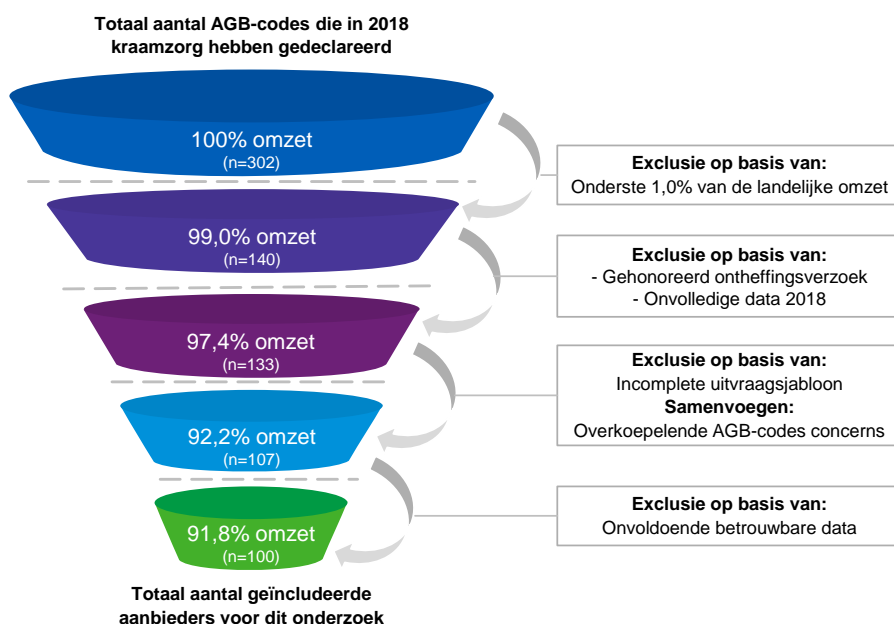 Totaal aantal AGB-codes die in 2018
kraamzorg hebben gedeclareerd
100% omzet
(n=302)
Exclusie op basis van:
Onderste 1,0% van de landelijke omzet
99,0% omzet
(n=140)
Exclusie op basis van:
- Gehonoreerd ontheffingsverzoek
- Onvolledige data 2018
97,4% omzet
(n=133)
Exclusie op basis van:
Incomplete uitvraagsjabloon
Samenvoegen:
Overkoepelende AGB-codes concerns
92,2% omzet
(n=107)
Exclusie op basis van:
Onvoldoende betrouwbare data
91,8% omzet
(n=100)
Totaal aantal geïncludeerde
aanbieders voor dit onderzoek